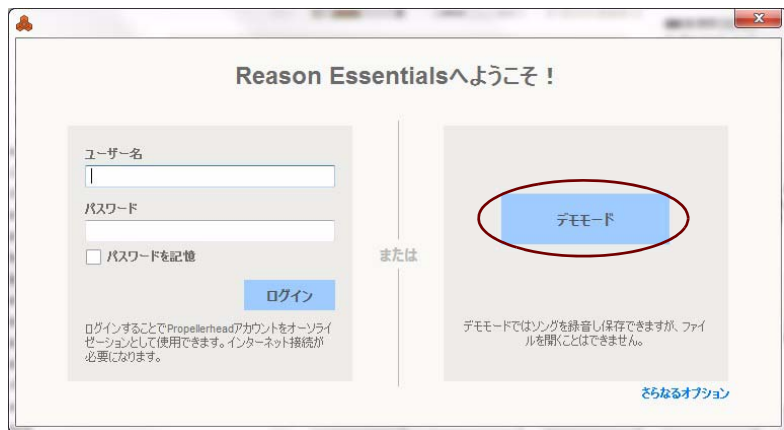 Reason Essentialsへようこそ！
ユーザー名
パスワード
パスワードを記憶
ログイン
ログインすることでPropellerheadアカウントをオーソライ
ゼーションとして使用できます。インターネット接続が
必要になります。
または
デモモード
デモモードではソングを録音し保存できますが、ファイ
ルを開くことはできません。
さらなるオプション